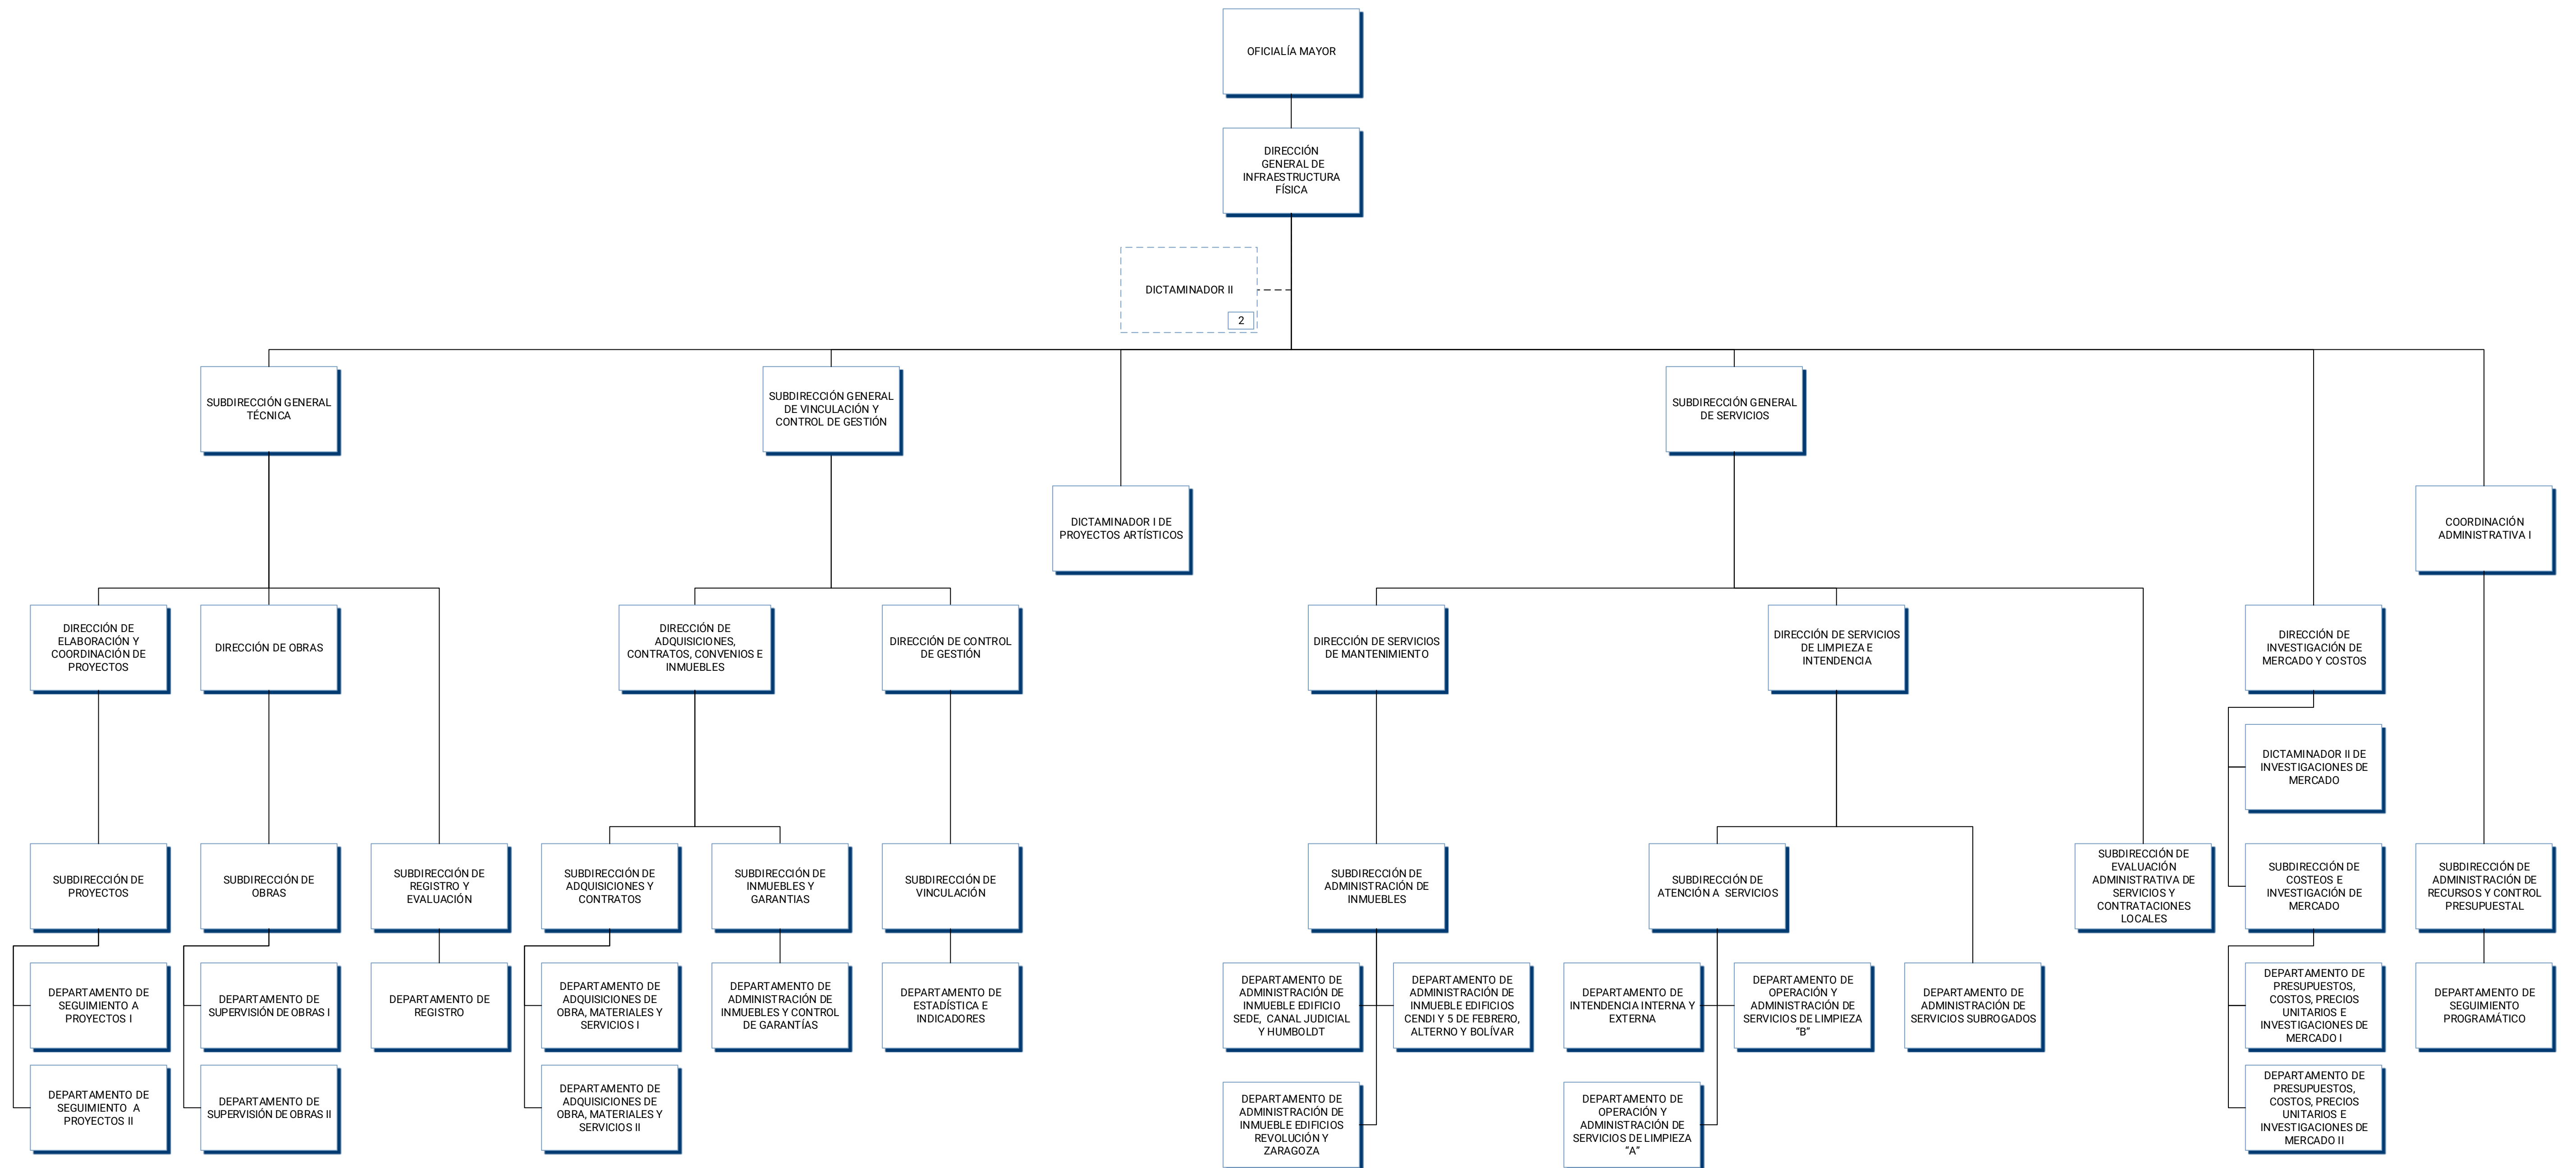 OFICIALÍA MAYOR
DIRECCIÓN
GENERAL DE
INFRAESTRUCTURA
FÍSICA
DICTAMINADOR II
2
SUBDIRECCIÓN GENERAL
TÉCNICA
SUBDIRECCIÓN GENERAL
DE VINCULACIÓN Y
CONTROL DE GESTIÓN
SUBDIRECCIÓN GENERAL
DE SERVICIOS
DICTAMINADOR I DE
PROYECTOS ARTÍSTICOS
COORDINACIÓN
ADMINISTRATIVA I
DIRECCIÓN DE
ELABORACIÓN Y
COORDINACIÓN DE
PROYECTOS
DIRECCIÓN DE OBRAS
DIRECCIÓN DE
ADQUISICIONES,
CONTRATOS, CONVENIOS E
INMUEBLES
DIRECCIÓN DE CONTROL
DE GESTIÓN
DIRECCIÓN DE SERVICIOS
DE MANTENIMIENTO
DIRECCIÓN DE SERVICIOS
DE LIMPIEZA E
INTENDENCIA
DIRECCIÓN DE
INVESTIGACIÓN DE
MERCADO Y COSTOS
DICTAMINADOR II DE
INVESTIGACIONES DE
MERCADO
SUBDIRECCIÓN DE
PROYECTOS
SUBDIRECCIÓN DE
OBRAS
SUBDIRECCIÓN DE
REGISTRO Y
EVALUACIÓN
SUBDIRECCIÓN DE
ADQUISICIONES Y
CONTRATOS
SUBDIRECCIÓN DE
INMUEBLES Y
GARANTIAS
SUBDIRECCIÓN DE
VINCULACIÓN
SUBDIRECCIÓN DE
ADMINISTRACIÓN DE
INMUEBLES
SUBDIRECCIÓN DE
ATENCIÓN A SERVICIOS
SUBDIRECCIÓN DE
EVALUACIÓN
ADMINISTRATIVA DE
SERVICIOS Y
CONTRATACIONES
LOCALES
SUBDIRECCIÓN DE
COSTEOS E
INVESTIGACIÓN DE
MERCADO
SUBDIRECCIÓN DE
ADMINISTRACIÓN DE
RECURSOS Y CONTROL
PRESUPUESTAL
DEPARTAMENTO DE
SEGUIMIENTO A
PROYECTOS I
DEPARTAMENTO DE
SUPERVISIÓN DE OBRAS I
DEPARTAMENTO DE
REGISTRO
DEPARTAMENTO DE
ADQUISICIONES DE
OBRA, MATERIALES Y
SERVICIOS I
DEPARTAMENTO DE
ADMINISTRACIÓN DE
INMUEBLES Y CONTROL
DE GARANTÍAS
DEPARTAMENTO DE
ESTADÍSTICA E
INDICADORES
DEPARTAMENTO DE
ADMINISTRACIÓN DE
INMUEBLE EDIFICIO
SEDE, CANAL JUDICIAL
Y HUMBOLDT
DEPARTAMENTO DE
ADMINISTRACIÓN DE
INMUEBLE EDIFICIOS
CENDI Y 5 DE FEBRERO,
ALTERNO Y BOLÍVAR
DEPARTAMENTO DE
INTENDENCIA INTERNA Y
EXTERNA
DEPARTAMENTO DE
OPERACIÓN Y
ADMINISTRACIÓN DE
SERVICIOS DE LIMPIEZA
“B”
DEPARTAMENTO DE
ADMINISTRACIÓN DE
SERVICIOS SUBROGADOS
DEPARTAMENTO DE
PRESUPUESTOS,
COSTOS, PRECIOS
UNITARIOS E
INVESTIGACIONES DE
MERCADO I
DEPARTAMENTO DE
SEGUIMIENTO
PROGRAMÁTICO
DEPARTAMENTO DE
SEGUIMIENTO A
PROYECTOS II
DEPARTAMENTO DE
SUPERVISIÓN DE OBRAS II
DEPARTAMENTO DE
ADQUISICIONES DE
OBRA, MATERIALES Y
SERVICIOS II
DEPARTAMENTO DE
ADMINISTRACIÓN DE
INMUEBLE EDIFICIOS
REVOLUCIÓN Y
ZARAGOZA
DEPARTAMENTO DE
OPERACIÓN Y
ADMINISTRACIÓN DE
SERVICIOS DE LIMPIEZA
“A”
DEPARTAMENTO DE
PRESUPUESTOS,
COSTOS, PRECIOS
UNITARIOS E
INVESTIGACIONES DE
MERCADO II